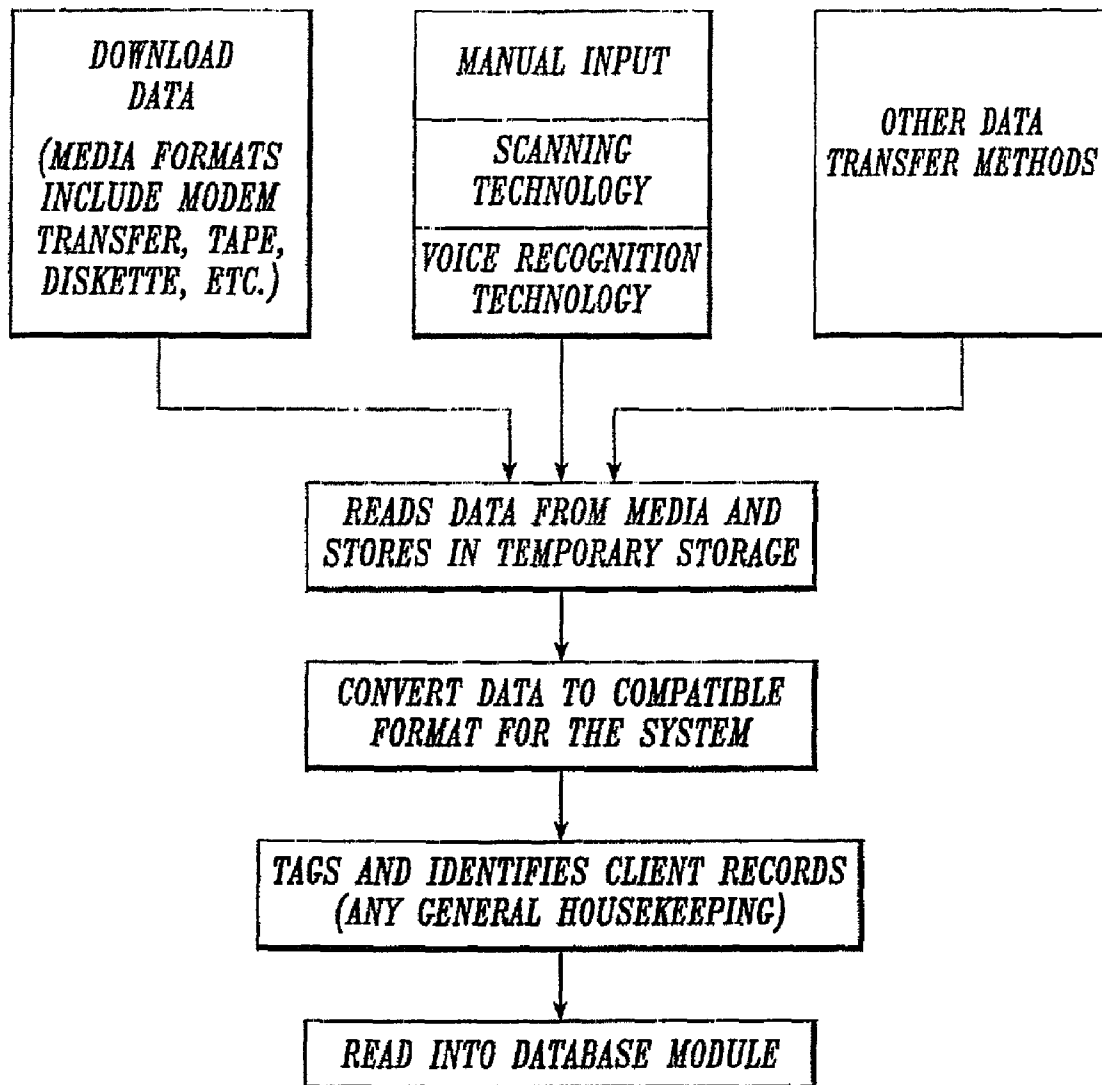 DOWNLOAD
DATA
(MEDIA FORMATS
INCLUDE MODEM
TRANSFER, TAPE,
DISKETTE, ETC.)
MANUAL INPUT
SCANNING
TECHNOLOGY
VOICE RECOGNITION
TECHNOLOGY
OTHER DATA
TRANSFER METHODS
READS DATA FROM MEDIA AND
STORES IN TEMPORARY STORAGE
CONVERT DATA TO COMPATIBLE
FORMAT FOR THE SYSTEM
TAGS AND IDENTIFIES CLIENT RECORDS
(ANY GENERAL HOUSEKEEPING)
READ INTO DATABASE MODULE